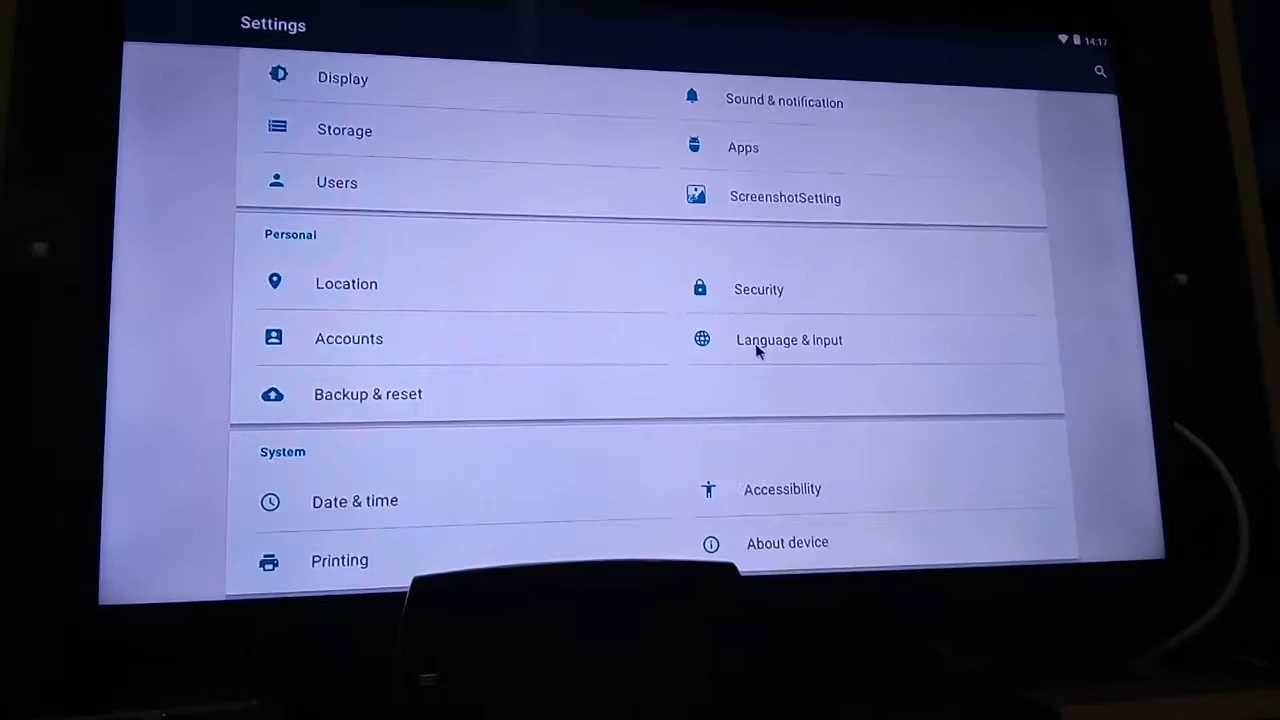 Settings
14:17
Display
Sound & notification
Storage
Apps
Users
ScreenshotSetting
Personal
Location
Security
Accounts
Language & input
Backup & reset
System
Date & time
Accessibility
Printing
About device